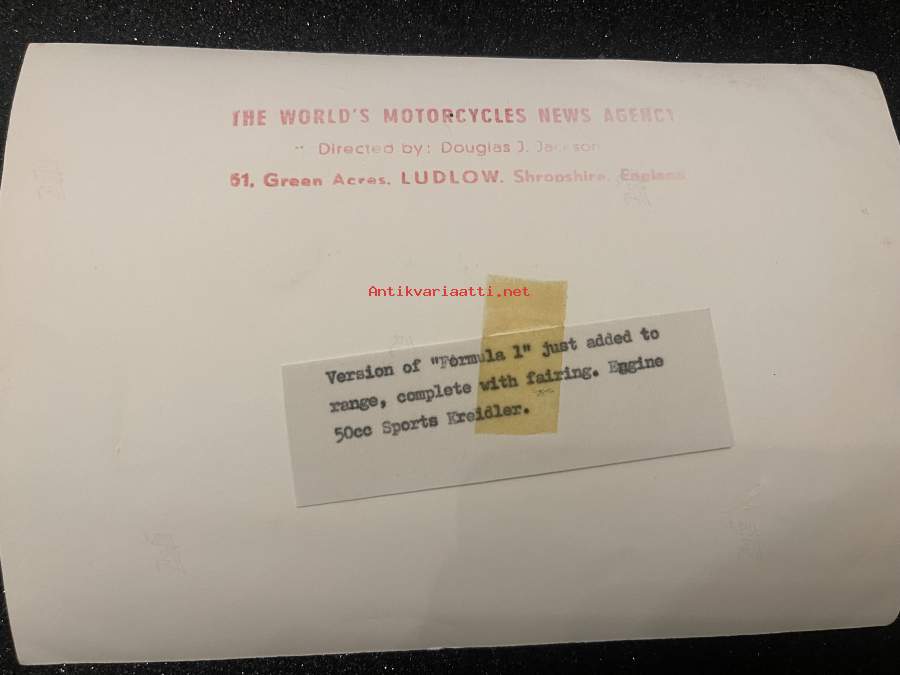 THE WORLD'S MOTORCYCLES NEWS AGENCY
Directed by: Douglas J. Jackson
61, Green Acres, LUDLOW, Shropshire, England
Antikvariaatti.net
Version of "Formula 1" just added to
range, complete with fairing. Engine
50cc Sports Kreidler.